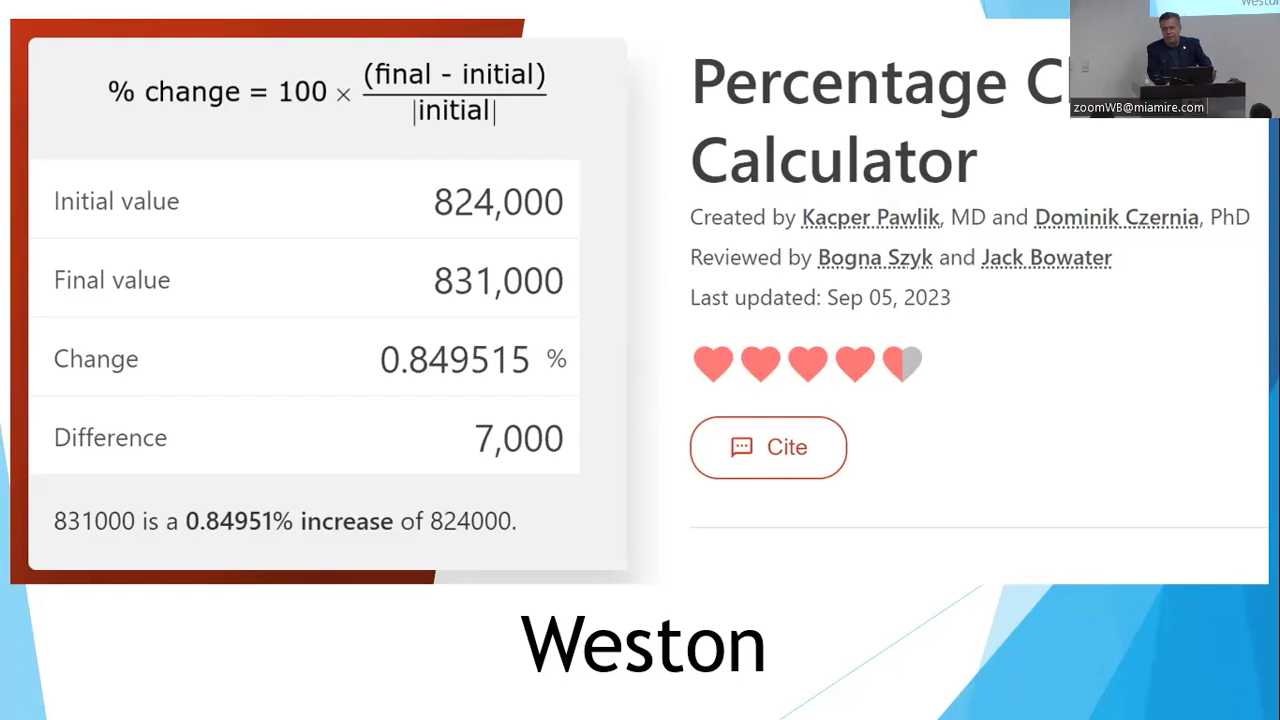 % change = 100 × (final - initial)
|initial|
Initial value 824,000
Final value 831,000
Change 0.849515 %
Difference 7,000
831000 is a 0.84951% increase of 824000.
Percentage C
Calculator
Created by Kacper Pawlik, MD and Dominik Czernia, PhD
Reviewed by Bogna Szyk and Jack Bowater
Last updated: Sep 05, 2023
Cite
Weston
Weston
zoomWB@miamire.com